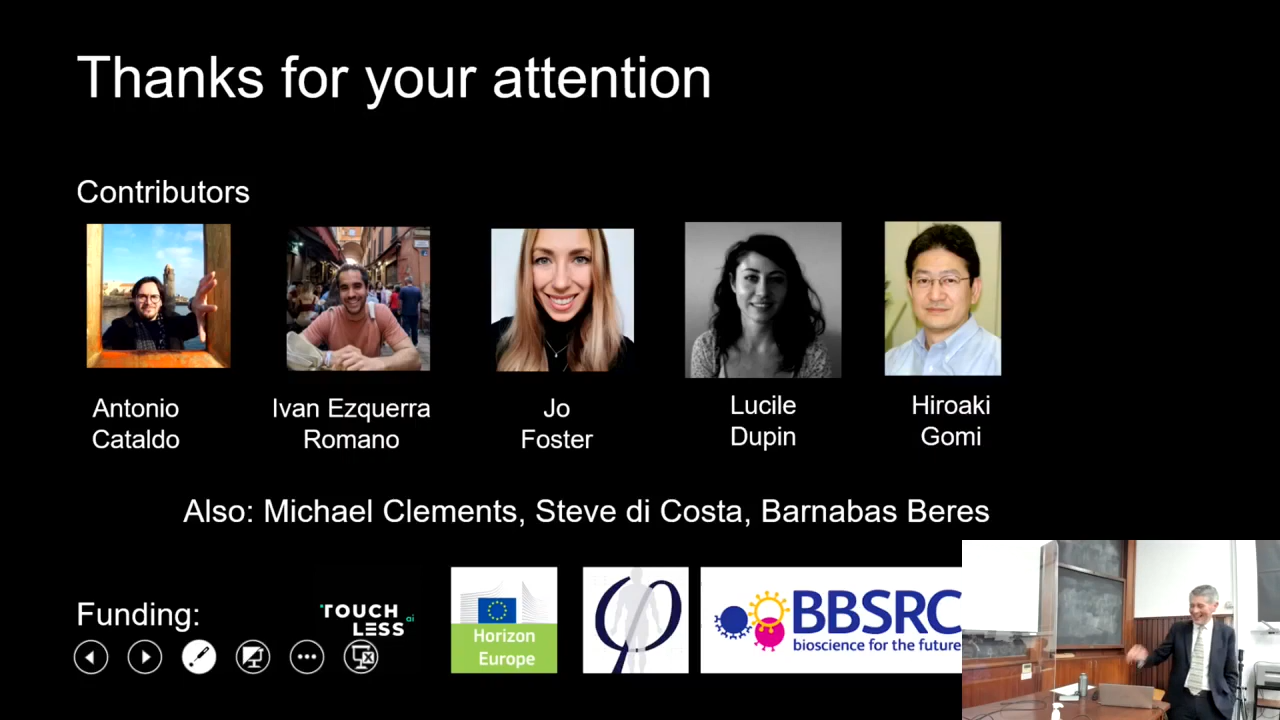 Thanks for your attention
Contributors
Antonio
Cataldo
Ivan Ezquerra
Romano
Jo
Foster
Lucile
Dupin
Hiroaki
Gomi
Also: Michael Clements, Steve di Costa, Barnabas Beres
Funding:
TOUCH
LESS ai
Horizon
Europe
BBSRC
bioscience for the future